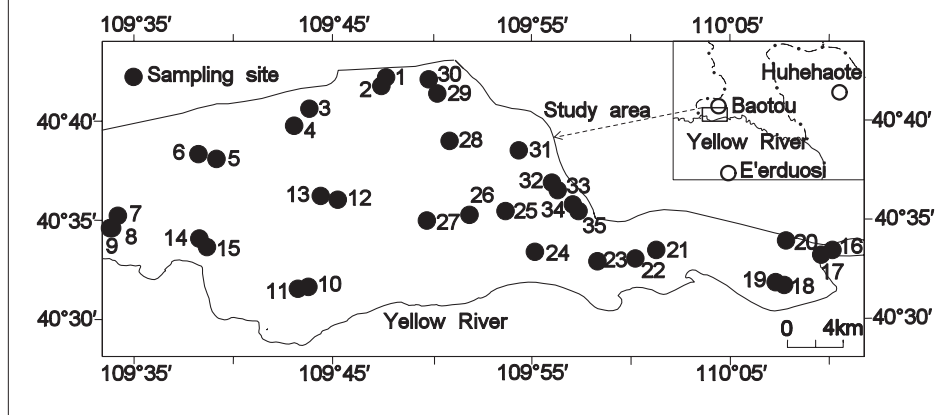 109°35′ 109°45′ 109°55′ 110°05′
Sampling site
1 30
2 29
Huhehaote
Study area
Baotou
3
40°40′ 40°40′
4
28
Yellow River
6 5 31
E'erduosi
32 33
13 12
26
7 27 25 34
40°35′ 40°35′
8 35
9
14 15
24 23 22 21
20 16
17
11 10
19 18
40°30′ 40°30′
Yellow River
0 4km
109°35′ 109°45′ 109°55′ 110°05′